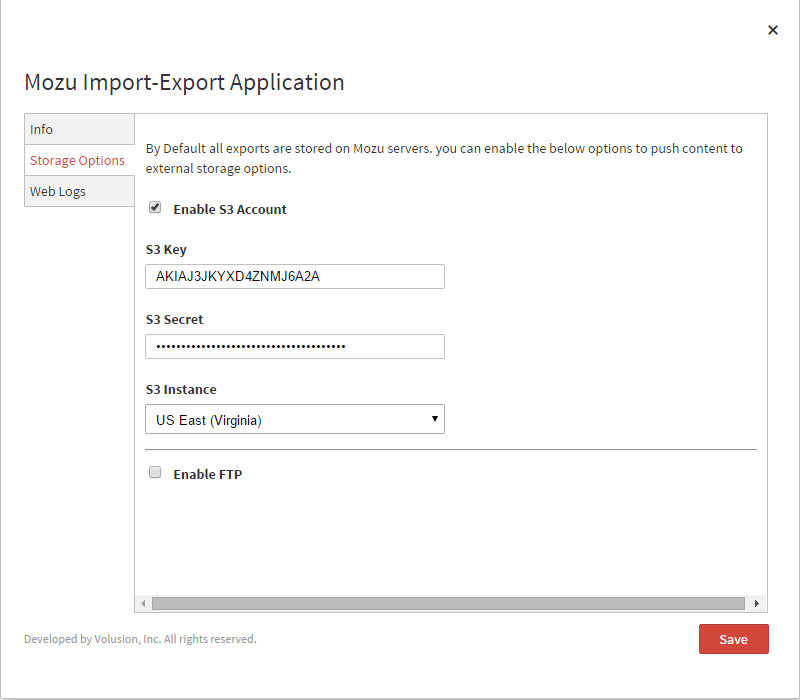 ×
Mozu Import-Export Application
Info
Storage Options
Web Logs
By Default all exports are stored on Mozu servers. you can enable the below options to push content to
external storage options.
Enable S3 Account
S3 Key
AKIAJ3JKYXD4ZNMJ6A2A
S3 Secret
••••••••••••••••••••••••••••••••••••••
S3 Instance
US East (Virginia)
Enable FTP
Developed by Volusion, Inc. All rights reserved.
Save